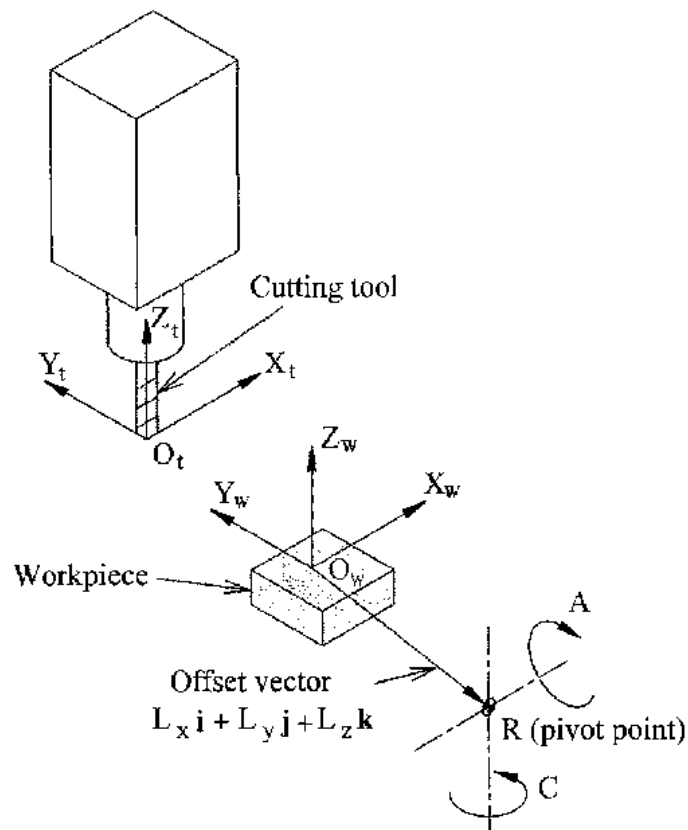 Cutting tool
Z_t
Y_t
X_t
O_t
Z_w
Y_w
X_w
O_w
Workpiece
A
Offset vector
L_x i + L_y j + L_z k
R (pivot point)
C